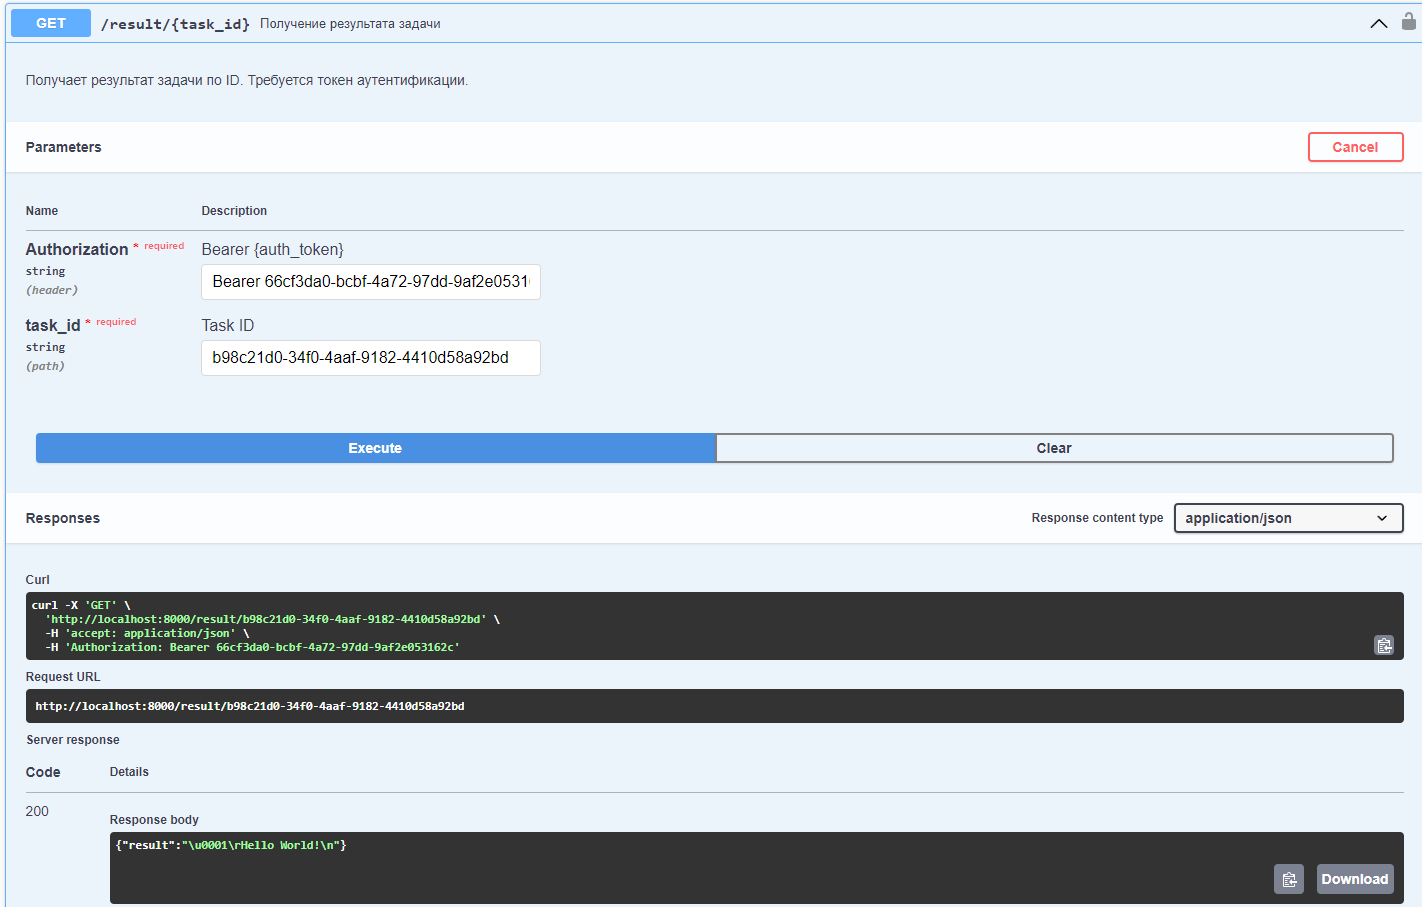 GET /result/{task_id} Получение результата задачи
Получает результат задачи по ID. Требуется токен аутентификации.
Parameters Cancel
Name Description
Authorization * required Bearer {auth_token}
string Bearer 66cf3da0-bcbf-4a72-97dd-9af2e0531
(header)
task_id * required Task ID
string b98c21d0-34f0-4aaf-9182-4410d58a92bd
(path)
Execute Clear
Responses Response content type application/json
Curl
curl -X 'GET' \
'http://localhost:8000/result/b98c21d0-34f0-4aaf-9182-4410d58a92bd' \
-H 'accept: application/json' \
-H 'Authorization: Bearer 66cf3da0-bcbf-4a72-97dd-9af2e053162c'
Request URL
http://localhost:8000/result/b98c21d0-34f0-4aaf-9182-4410d58a92bd
Server response
Code Details
200
Response body
{"result":"\u0001\rHello World!\n"}
Download